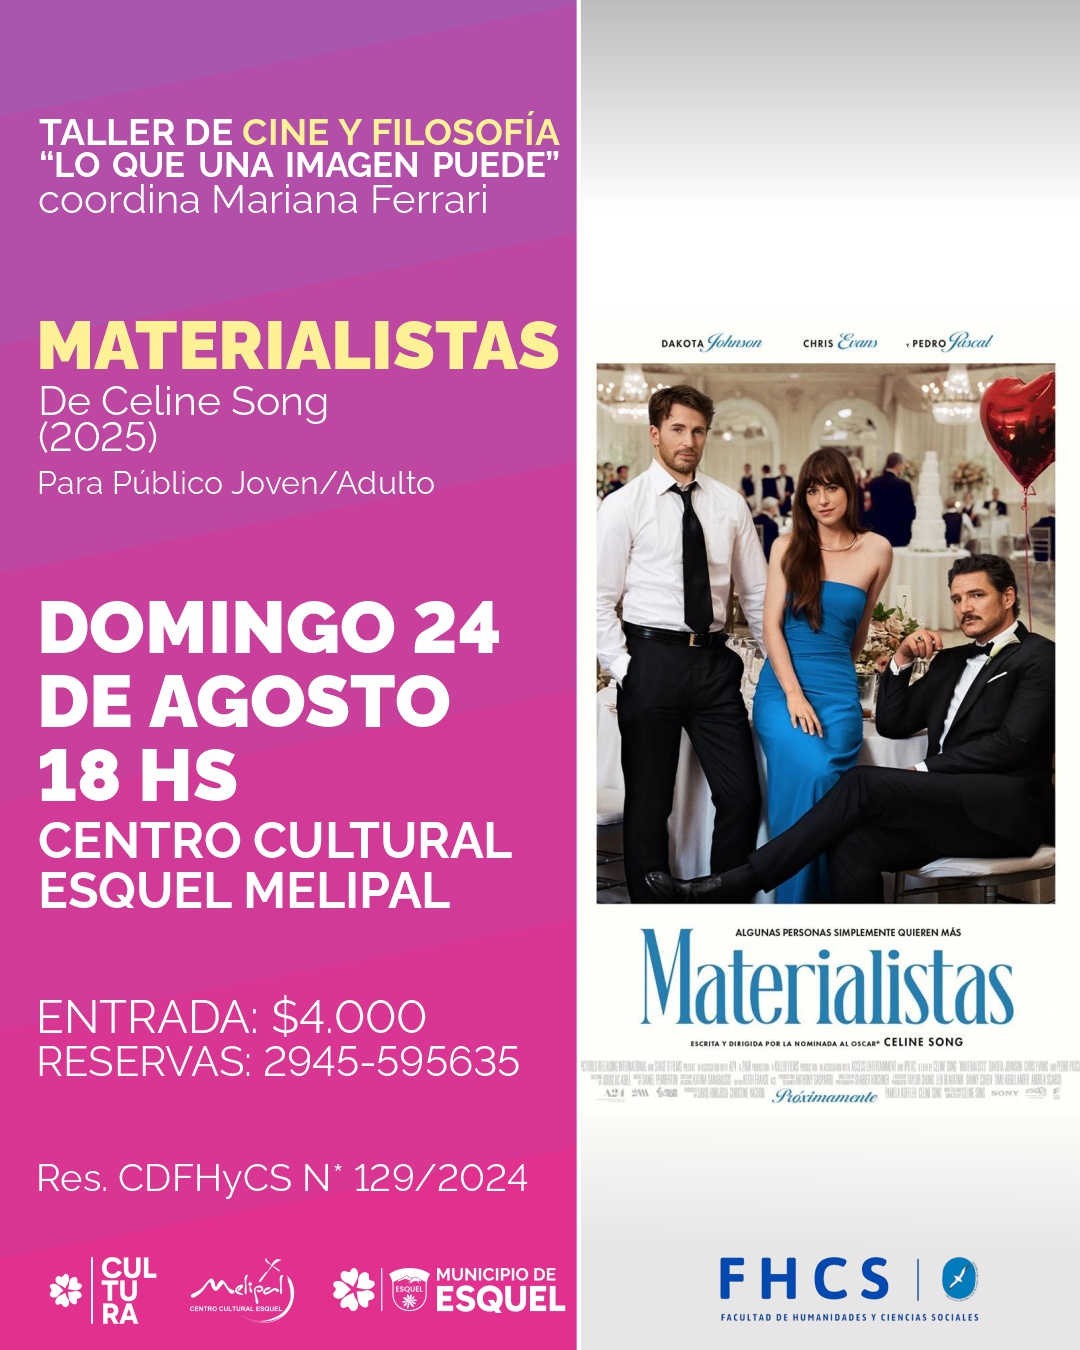 TALLER DE CINE Y FILOSOFÍA
“LO QUE UNA IMAGEN PUEDE”
coordina Mariana Ferrari
MATERIALISTAS
De Celine Song
(2025)
Para Público Joven/Adulto
DOMINGO 24
DE AGOSTO
18 HS
CENTRO CULTURAL
ESQUEL MELIPAL
ENTRADA: $4.000
RESERVAS: 2945-595635
Res. CDFHyCS N* 129/2024
CUL
TU
RA
Melipal
CENTRO CULTURAL ESQUEL
ESQUEL
MUNICIPIO DE
ESQUEL
DAKOTA Johnson CHRIS Evans Y PEDRO Pascal
ALGUNAS PERSONAS SIMPLEMENTE QUIEREN MÁS
Materialistas
ESCRITA Y DIRIGIDA POR LA NOMINADA AL OSCAR® CELINE SONG
A24 SONY
Próximamente
FHCS
FACULTAD DE HUMANIDADES Y CIENCIAS SOCIALES